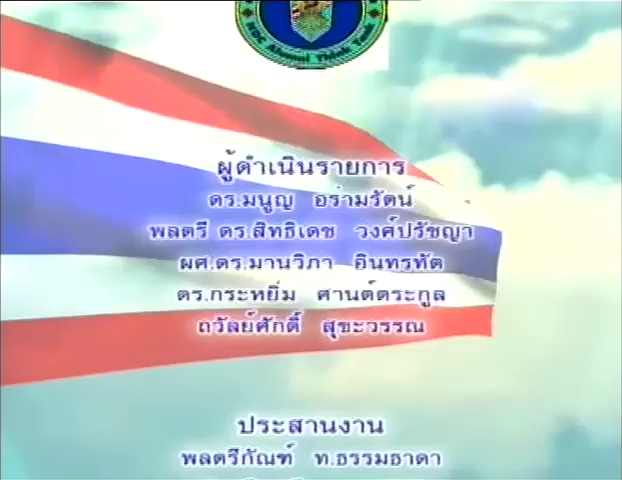 NDC Alumni Think Tank
ผู้ดำเนินรายการ
ดร.มนูญ อร่ามรัตน์
พลตรี ดร.สิทธิเดช วงศ์ปรัชญา
ผศ.ดร.มานวิภา อินทรทัต
ดร.กระหยิ่ม ศานต์ตระกูล
ถวัลย์ศักดิ์ สุขะวรรณ
ประสานงาน
พลตรีกัณฑ์ ท.ธรรมธาดา